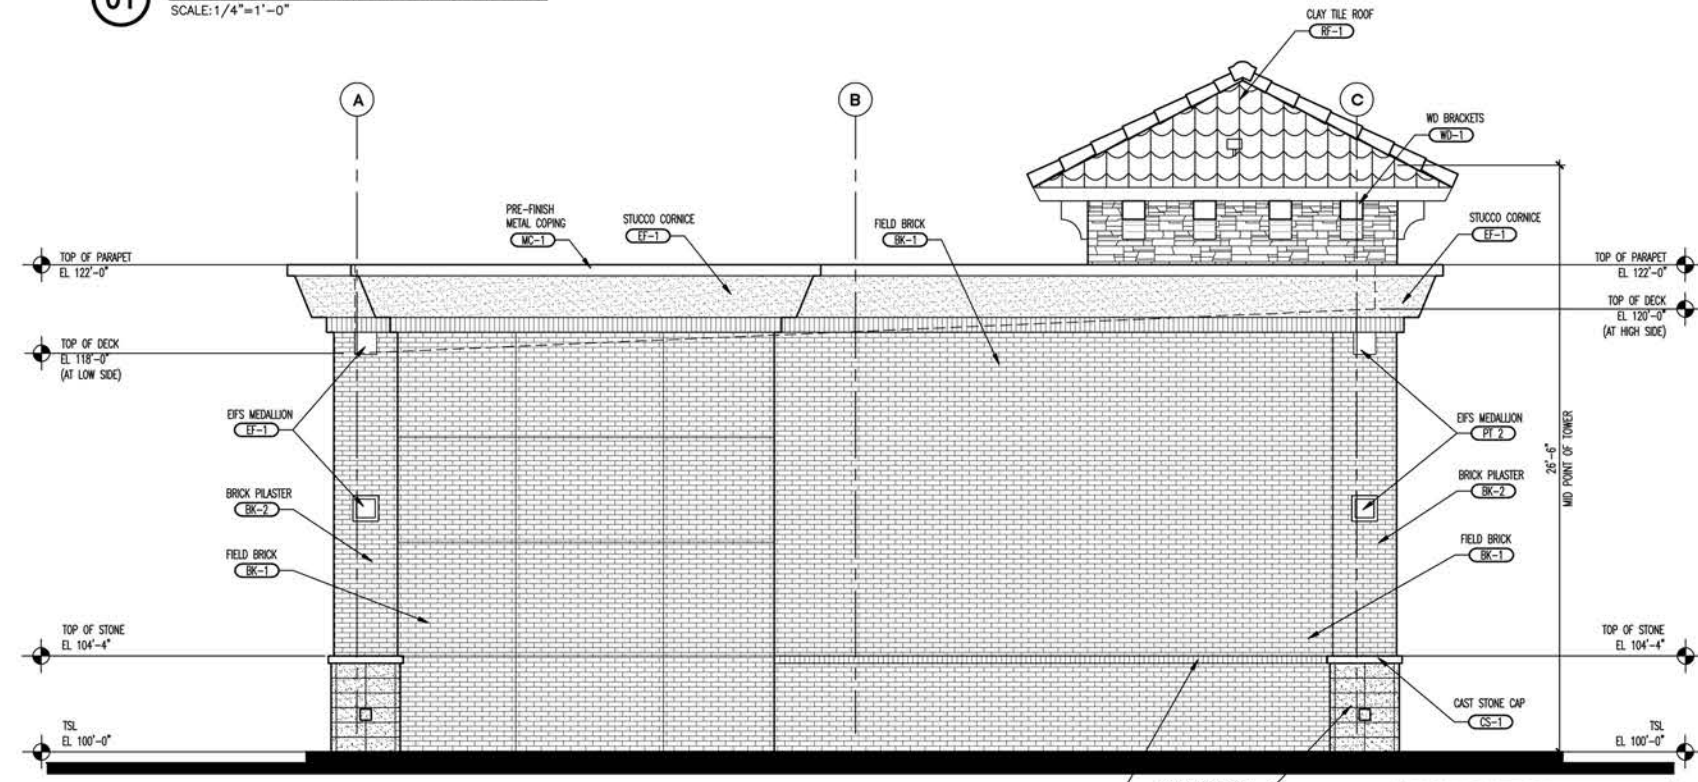 01
SCALE: 1/4"=1'-0"
CLAY TILE ROOF
RF-1
A
B
C
WD BRACKETS
WD-1
PRE-FINISH
METAL COPING
MC-1
STUCCO CORNICE
EF-1
FIELD BRICK
BK-1
STUCCO CORNICE
EF-1
TOP OF PARAPET
EL 122'-0"
TOP OF PARAPET
EL 122'-0"
TOP OF DECK
EL 120'-0"
(AT HIGH SIDE)
TOP OF DECK
EL 118'-0"
(AT LOW SIDE)
EIFS MEDALLION
EF-1
EIFS MEDALLION
PT 2
26'-6"
MID POINT OF TOWER
BRICK PILASTER
BK-2
BRICK PILASTER
BK-2
FIELD BRICK
BK-1
FIELD BRICK
BK-1
TOP OF STONE
EL 104'-4"
TOP OF STONE
EL 104'-4"
CAST STONE CAP
CS-1
TSL
EL 100'-0"
TSL
EL 100'-0"